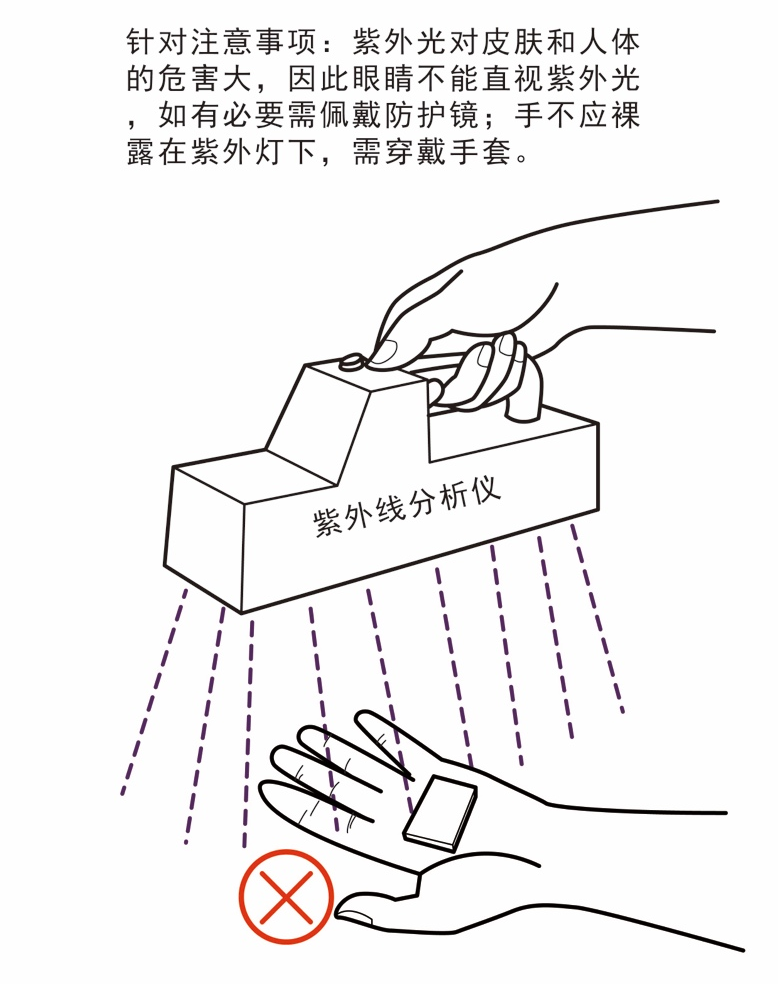 针对注意事项：紫外光对皮肤和人体
的危害大，因此眼睛不能直视紫外光
，如有必要需佩戴防护镜；手不应裸
露在紫外灯下，需穿戴手套。
紫外线分析仪